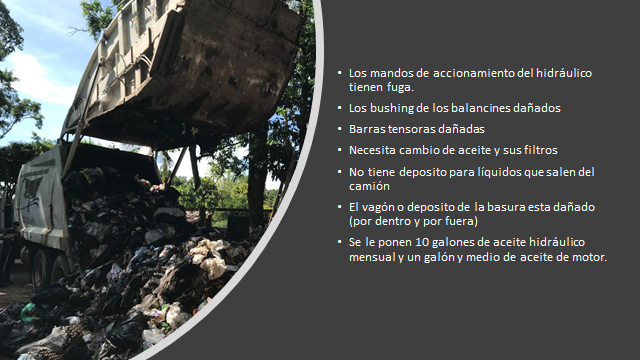 • Los mandos de accionamiento del hidráulico
tienen fuga.
• Los bushing de los balancines dañados
• Barras tensoras dañadas
• Necesita cambio de aceite y sus filtros
• No tiene deposito para líquidos que salen del
camión
• El vagón o deposito de la basura esta dañado
(por dentro y por fuera)
• Se le ponen 10 galones de aceite hidráulico
mensual y un galón y medio de aceite de motor.